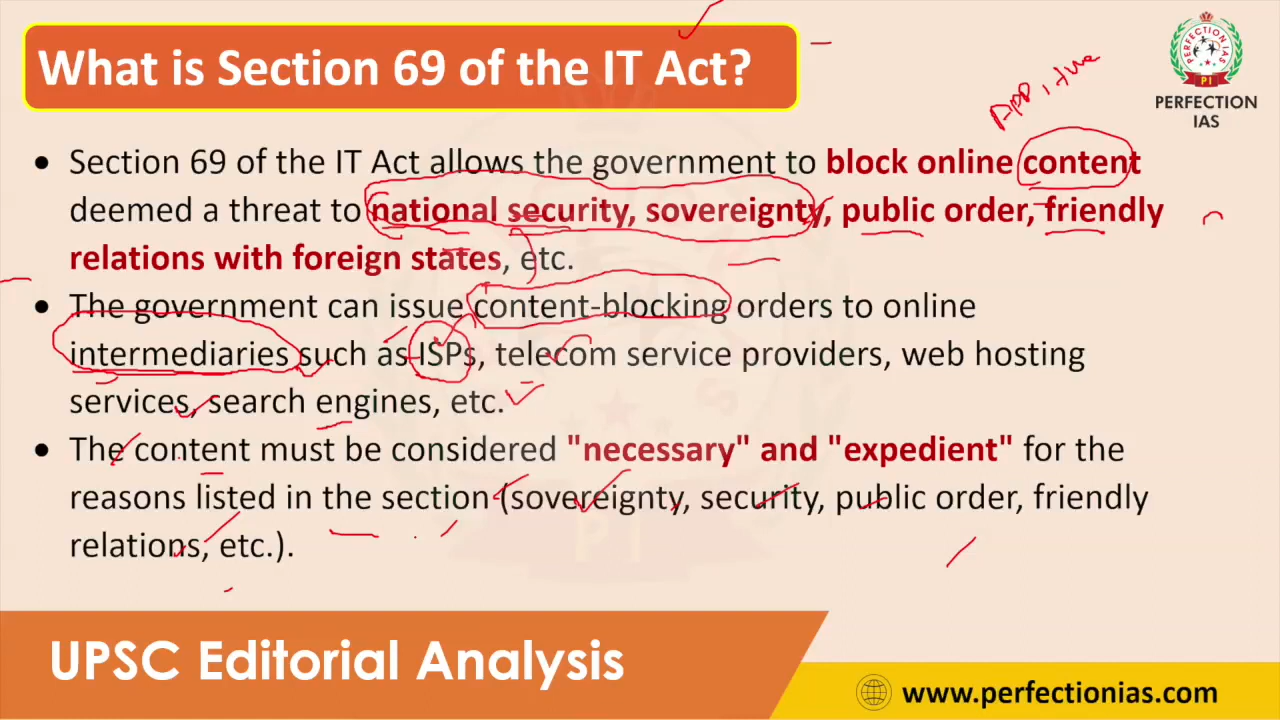 What is Section 69 of the IT Act?
PERFECTION IAS
PI
PERFECTION
IAS
• Section 69 of the IT Act allows the government to block online content
deemed a threat to national security, sovereignty, public order, friendly
relations with foreign states, etc.
• The government can issue content-blocking orders to online
intermediaries such as ISPs, telecom service providers, web hosting
services, search engines, etc.
• The content must be considered "necessary" and "expedient" for the
reasons listed in the section (sovereignty, security, public order, friendly
relations, etc.).
PI
UPSC Editorial Analysis
www.perfectionias.com